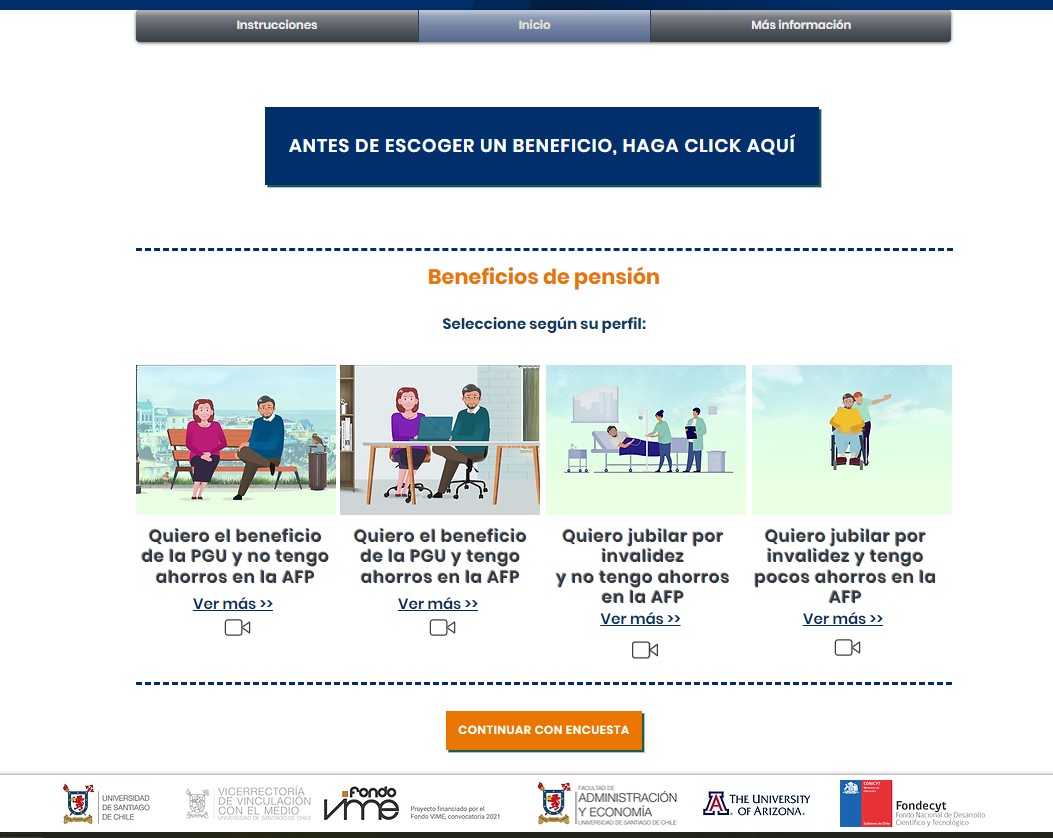 Instrucciones
Inicio
Más información
ANTES DE ESCOGER UN BENEFICIO, HAGA CLICK AQUÍ
Beneficios de pensión
Seleccione según su perfil:
Quiero el beneficio
de la PGU y no tengo
ahorros en la AFP
Ver más >>
Quiero el beneficio
de la PGU y tengo
ahorros en la AFP
Ver más >>
Quiero jubilar por
invalidez
y no tengo ahorros
en la AFP
Ver más >>
Quiero jubilar por
invalidez y tengo
pocos ahorros en la
AFP
Ver más >>
CONTINUAR CON ENCUESTA
UNIVERSIDAD
DE SANTIAGO
DE CHILE
VICERRECTORÍA
DE VINCULACIÓN
CON EL MEDIO
UNIVERSIDAD DE SANTIAGO DE CHILE
fondo
vime
Proyecto financiado por el
Fondo VIME, convocatoria 2021
FACULTAD DE
ADMINISTRACIÓN
Y ECONOMÍA
UNIVERSIDAD DE SANTIAGO DE CHILE
THE UNIVERSITY
OF ARIZONA.
CONICYT
Fondecyt
Fondo Nacional de Desarrollo
Científico y Tecnológico